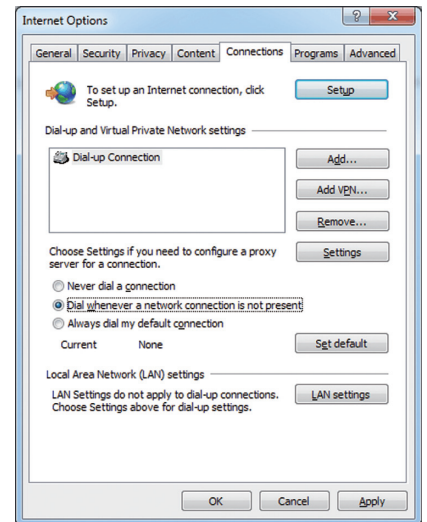 Internet Options
General Security Privacy Content Connections Programs Advanced
To set up an Internet connection, click
Setup.
Setup
Dial-up and Virtual Private Network settings
Dial-up Connection
Add...
Add VPN...
Remove...
Choose Settings if you need to configure a proxy
server for a connection.
Settings
Never dial a connection
Dial whenever a network connection is not present
Always dial my default connection
Current None
Set default
Local Area Network (LAN) settings
LAN Settings do not apply to dial-up connections.
Choose Settings above for dial-up settings.
LAN settings
OK Cancel Apply